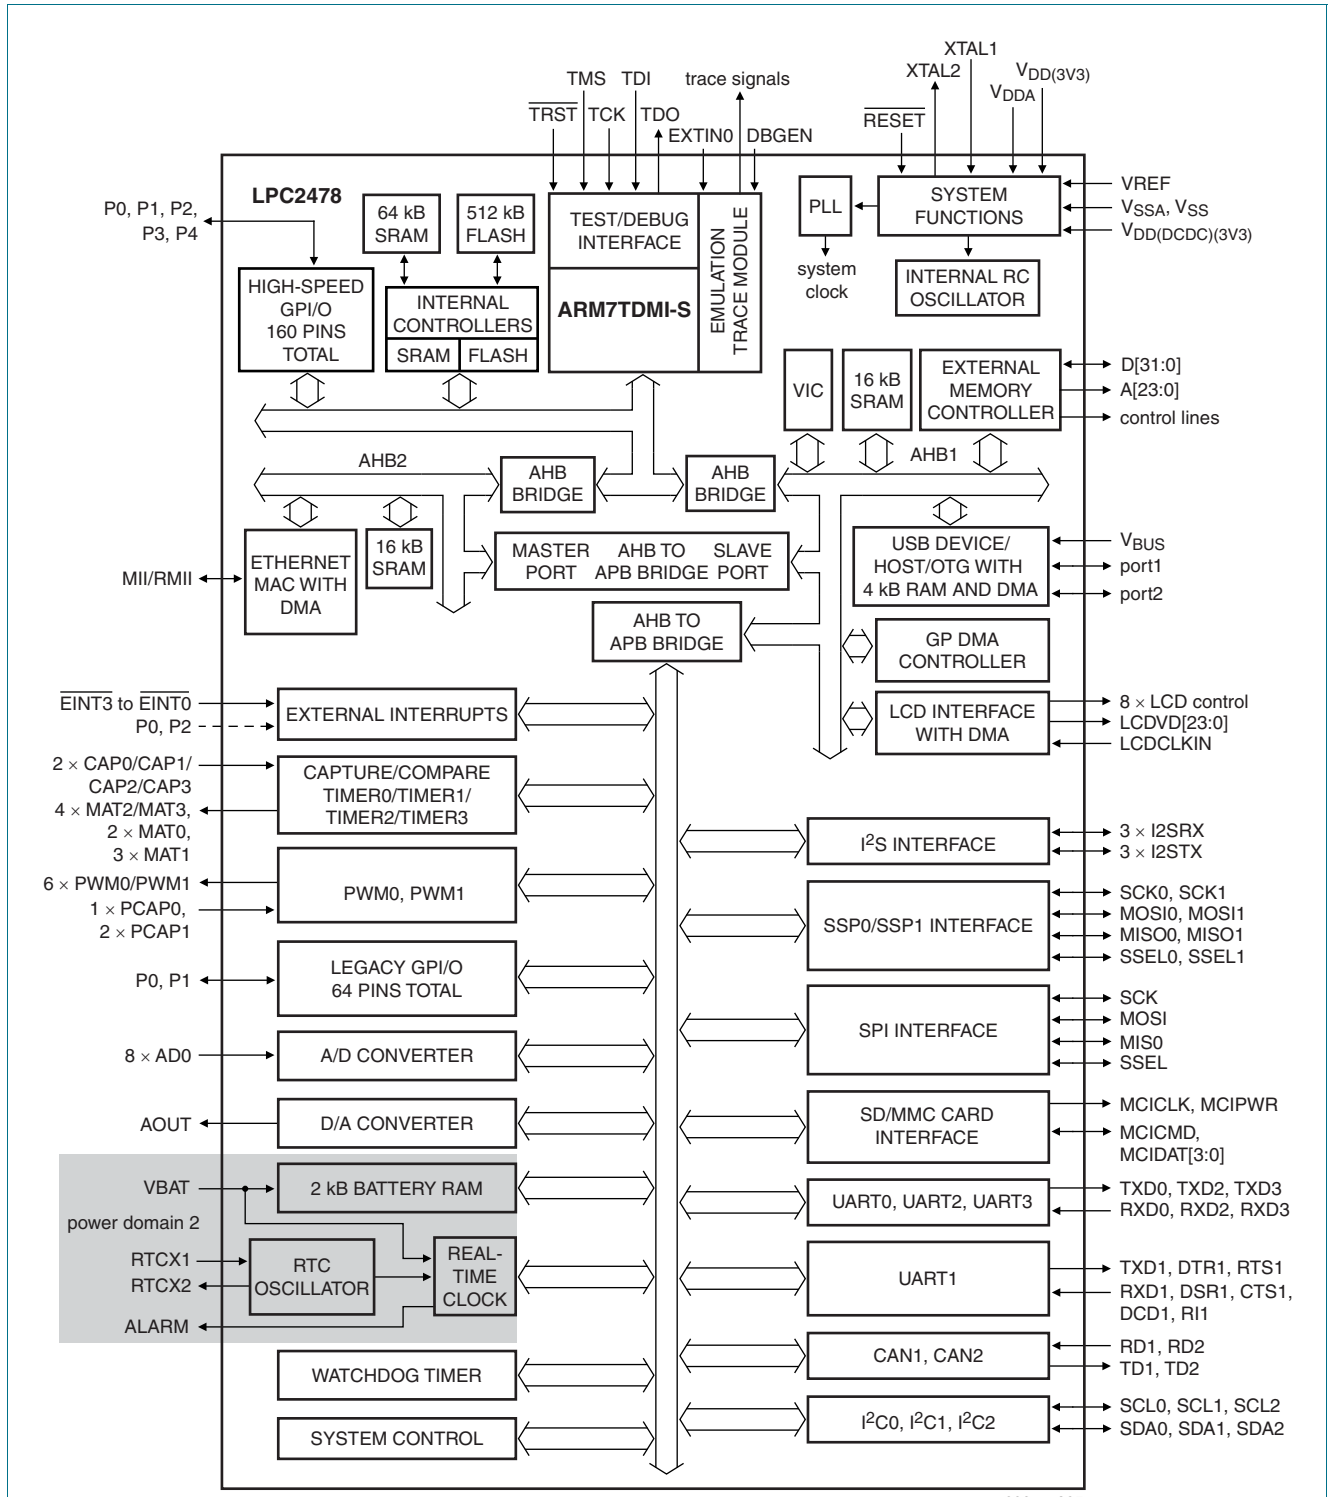 XTAL1
XTAL2
VDD(3V3)
TMS
TDI
trace signals
VDDA
TRST
TCK
TDO
EXTIN0
DBGEN
RESET
LPC2478
P0, P1, P2,
P3, P4
64 kB
SRAM
512 kB
FLASH
TEST/DEBUG
INTERFACE
EMULATION
TRACE MODULE
PLL
SYSTEM
FUNCTIONS
VREF
VSSA, VSS
VDD(DCDC)(3V3)
system
clock
INTERNAL RC
OSCILLATOR
HIGH-SPEED
GPI/O
160 PINS
TOTAL
INTERNAL
CONTROLLERS
SRAM
FLASH
ARM7TDMI-S
VIC
16 kB
SRAM
EXTERNAL
MEMORY
CONTROLLER
D[31:0]
A[23:0]
control lines
AHB2
AHB
BRIDGE
AHB
BRIDGE
AHB1
MII/RMII
ETHERNET
MAC WITH
DMA
16 kB
SRAM
MASTER
PORT
AHB TO
APB BRIDGE
SLAVE
PORT
USB DEVICE/
HOST/OTG WITH
4 kB RAM AND DMA
VBUS
port1
port2
AHB TO
APB BRIDGE
GP DMA
CONTROLLER
EINT3 to EINT0
P0, P2
EXTERNAL INTERRUPTS
LCD INTERFACE
WITH DMA
8 × LCD control
LCDVD[23:0]
LCDCLKIN
2 × CAP0/CAP1/
CAP2/CAP3
4 × MAT2/MAT3,
2 × MAT0,
3 × MAT1
CAPTURE/COMPARE
TIMER0/TIMER1/
TIMER2/TIMER3
I2S INTERFACE
3 × I2SRX
3 × I2STX
6 × PWM0/PWM1
1 × PCAP0,
2 × PCAP1
PWM0, PWM1
SSP0/SSP1 INTERFACE
SCK0, SCK1
MOSI0, MOSI1
MISO0, MISO1
SSEL0, SSEL1
P0, P1
LEGACY GPI/O
64 PINS TOTAL
SPI INTERFACE
SCK
MOSI
MIS0
SSEL
8 × AD0
A/D CONVERTER
AOUT
D/A CONVERTER
SD/MMC CARD
INTERFACE
MCICLK, MCIPWR
MCICMD,
MCIDAT[3:0]
VBAT
2 kB BATTERY RAM
power domain 2
UART0, UART2, UART3
TXD0, TXD2, TXD3
RXD0, RXD2, RXD3
RTCX1
RTCX2
RTC
OSCILLATOR
REAL-
TIME
CLOCK
ALARM
UART1
TXD1, DTR1, RTS1
RXD1, DSR1, CTS1,
DCD1, RI1
WATCHDOG TIMER
CAN1, CAN2
RD1, RD2
TD1, TD2
SYSTEM CONTROL
I2C0, I2C1, I2C2
SCL0, SCL1, SCL2
SDA0, SDA1, SDA2